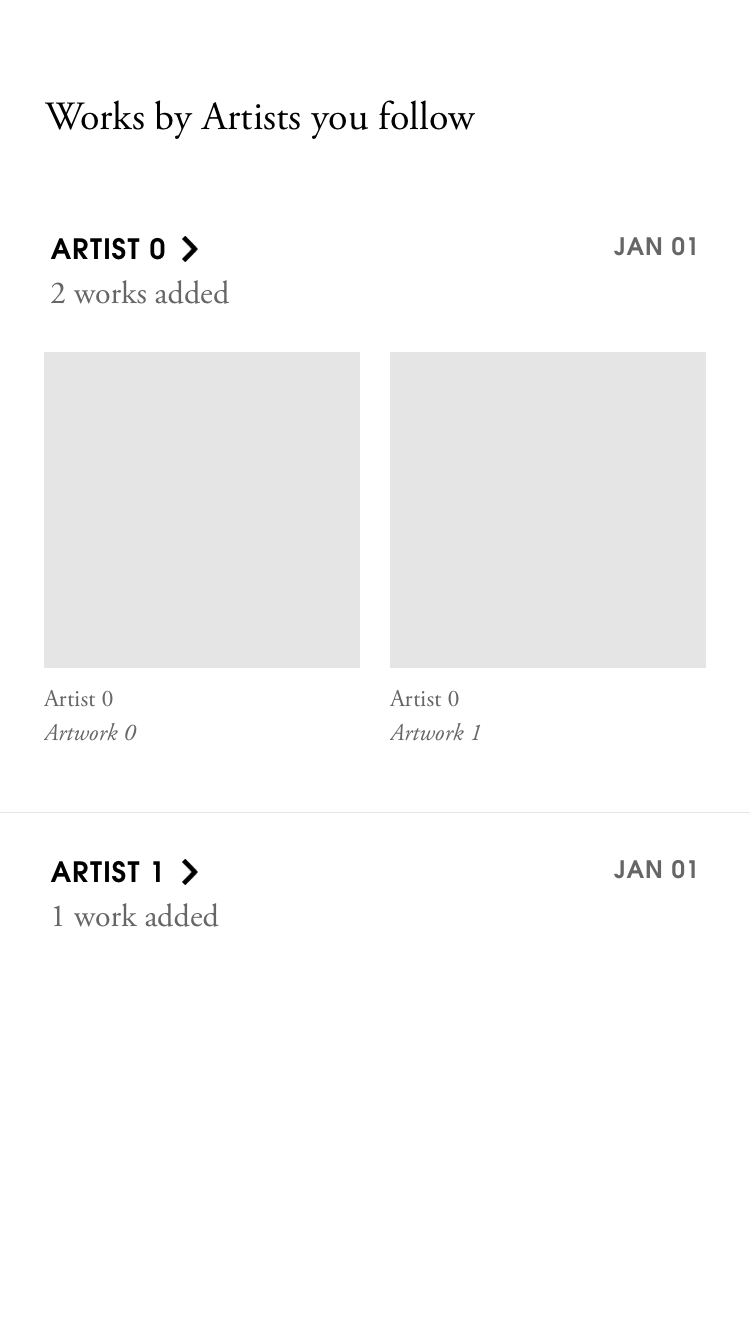 Works by Artists you follow
ARTIST 0
JAN 01
2 works added
Artist 0
Artwork 0
Artist 0
Artwork 1
ARTIST 1
JAN 01
1 work added